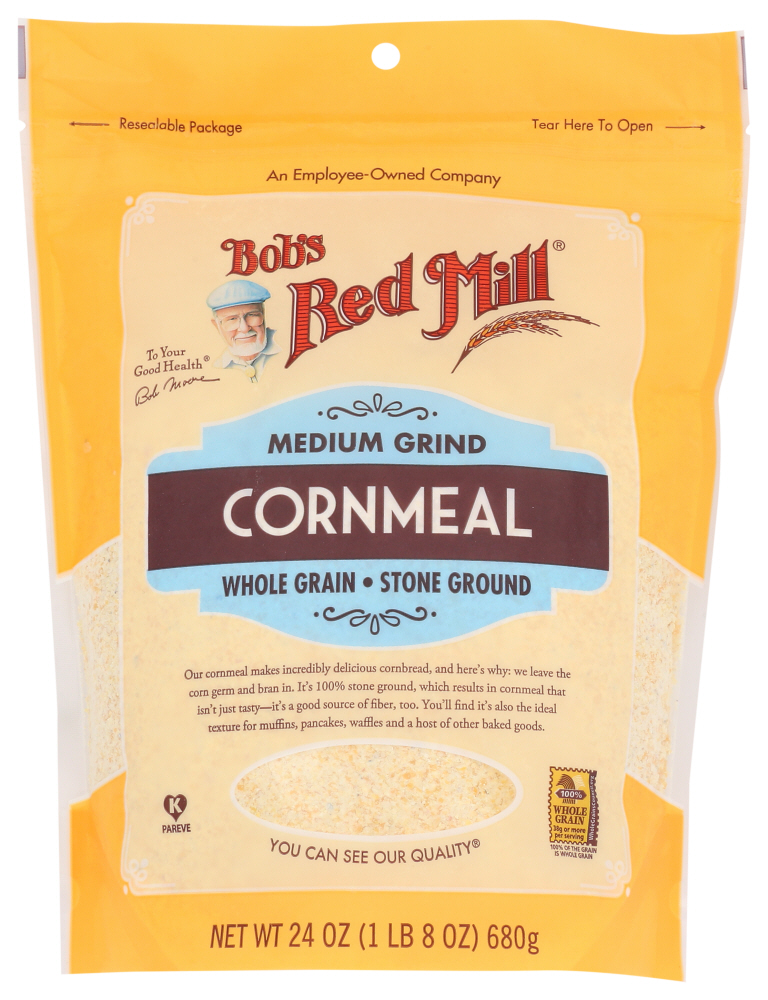 Resealable Package
Tear Here To Open
An Employee-Owned Company
Bob's
Red Mill®
To Your
Good Health®
Bob Moore
MEDIUM GRIND
CORNMEAL
WHOLE GRAIN • STONE GROUND
Our cornmeal makes incredibly delicious cornbread, and here's why: we leave the
corn germ and bran in. It's 100% stone ground, which results in cornmeal that
isn't just tasty—it's a good source of fiber, too. You'll find it's also the ideal
texture for muffins, pancakes, waffles and a host of other baked goods.
K
PAREVE
YOU CAN SEE OUR QUALITY®
100%
WHOLE
GRAIN
38g or more
per serving
100% OF THE GRAIN
IS WHOLE GRAIN
NET WT 24 OZ (1 LB 8 OZ) 680g